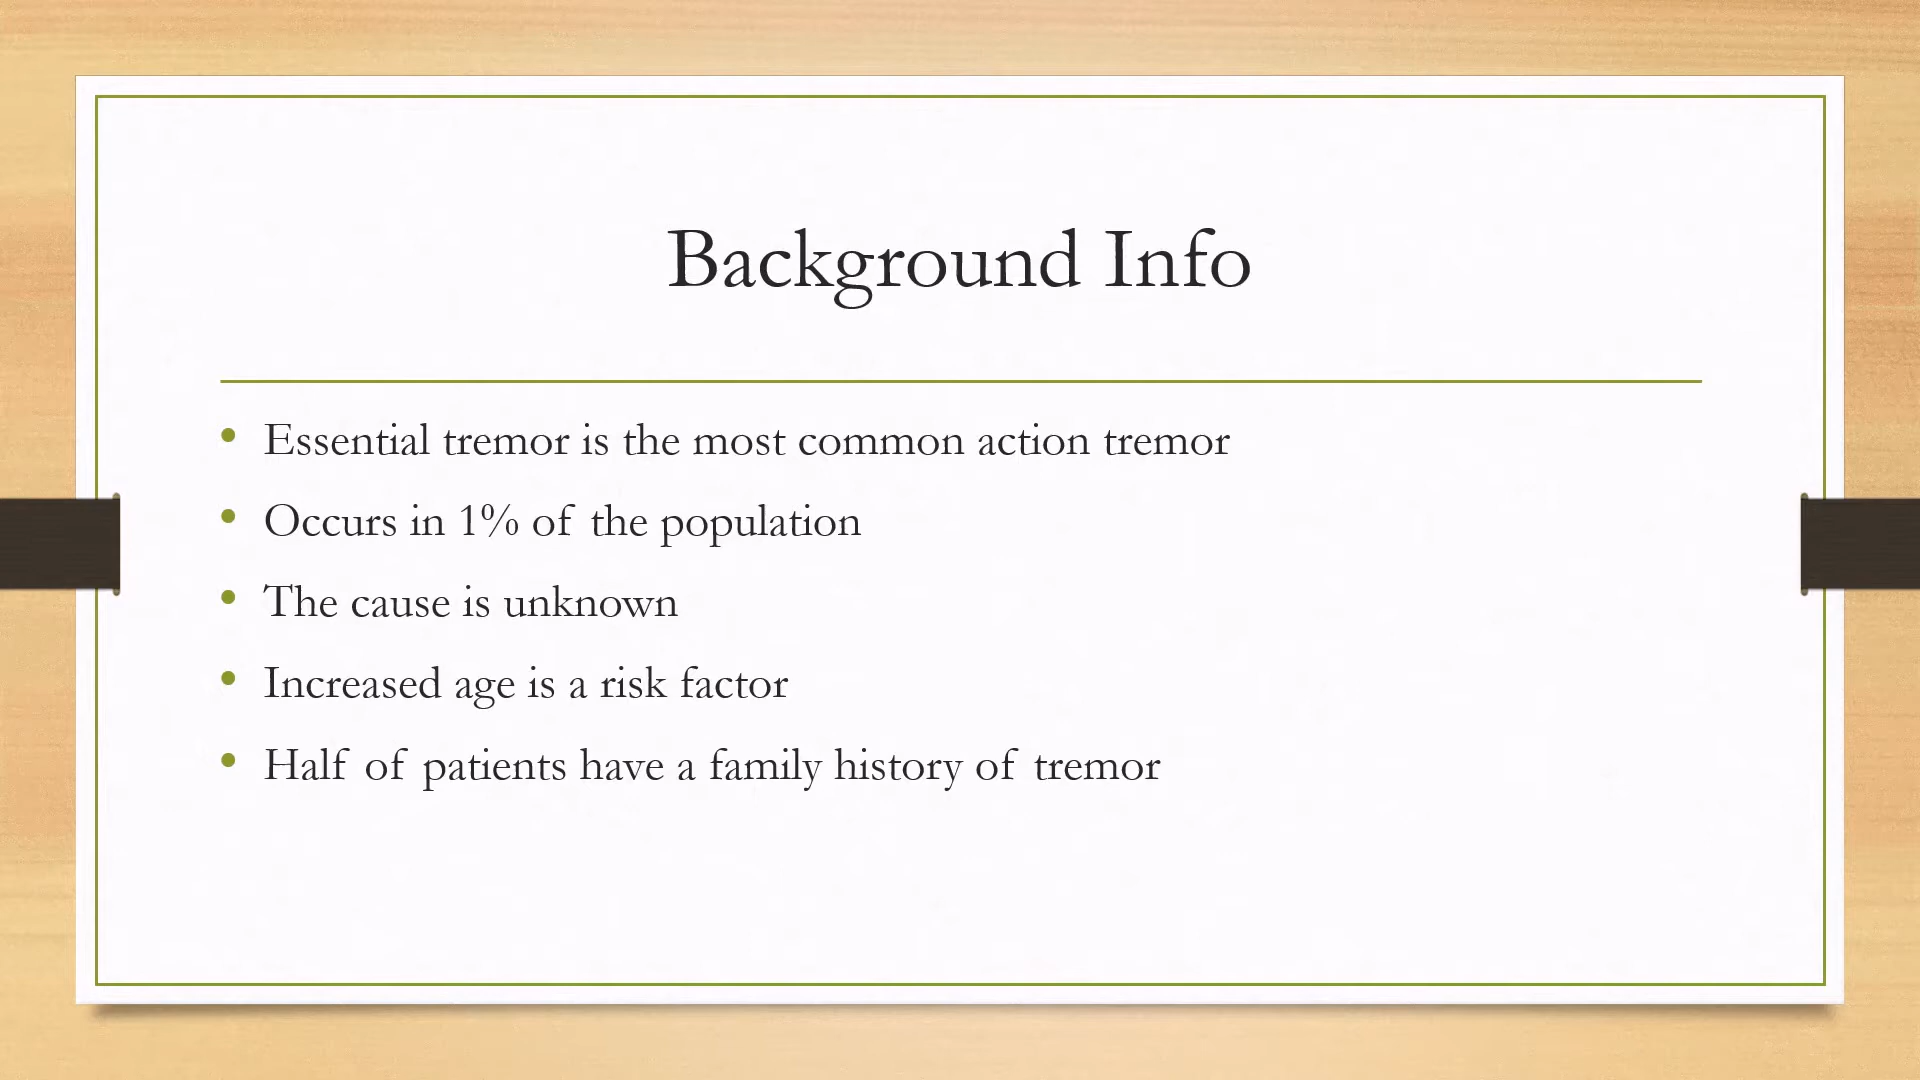 Background Info
• Essential tremor is the most common action tremor
• Occurs in 1% of the population
• The cause is unknown
• Increased age is a risk factor
• Half of patients have a family history of tremor